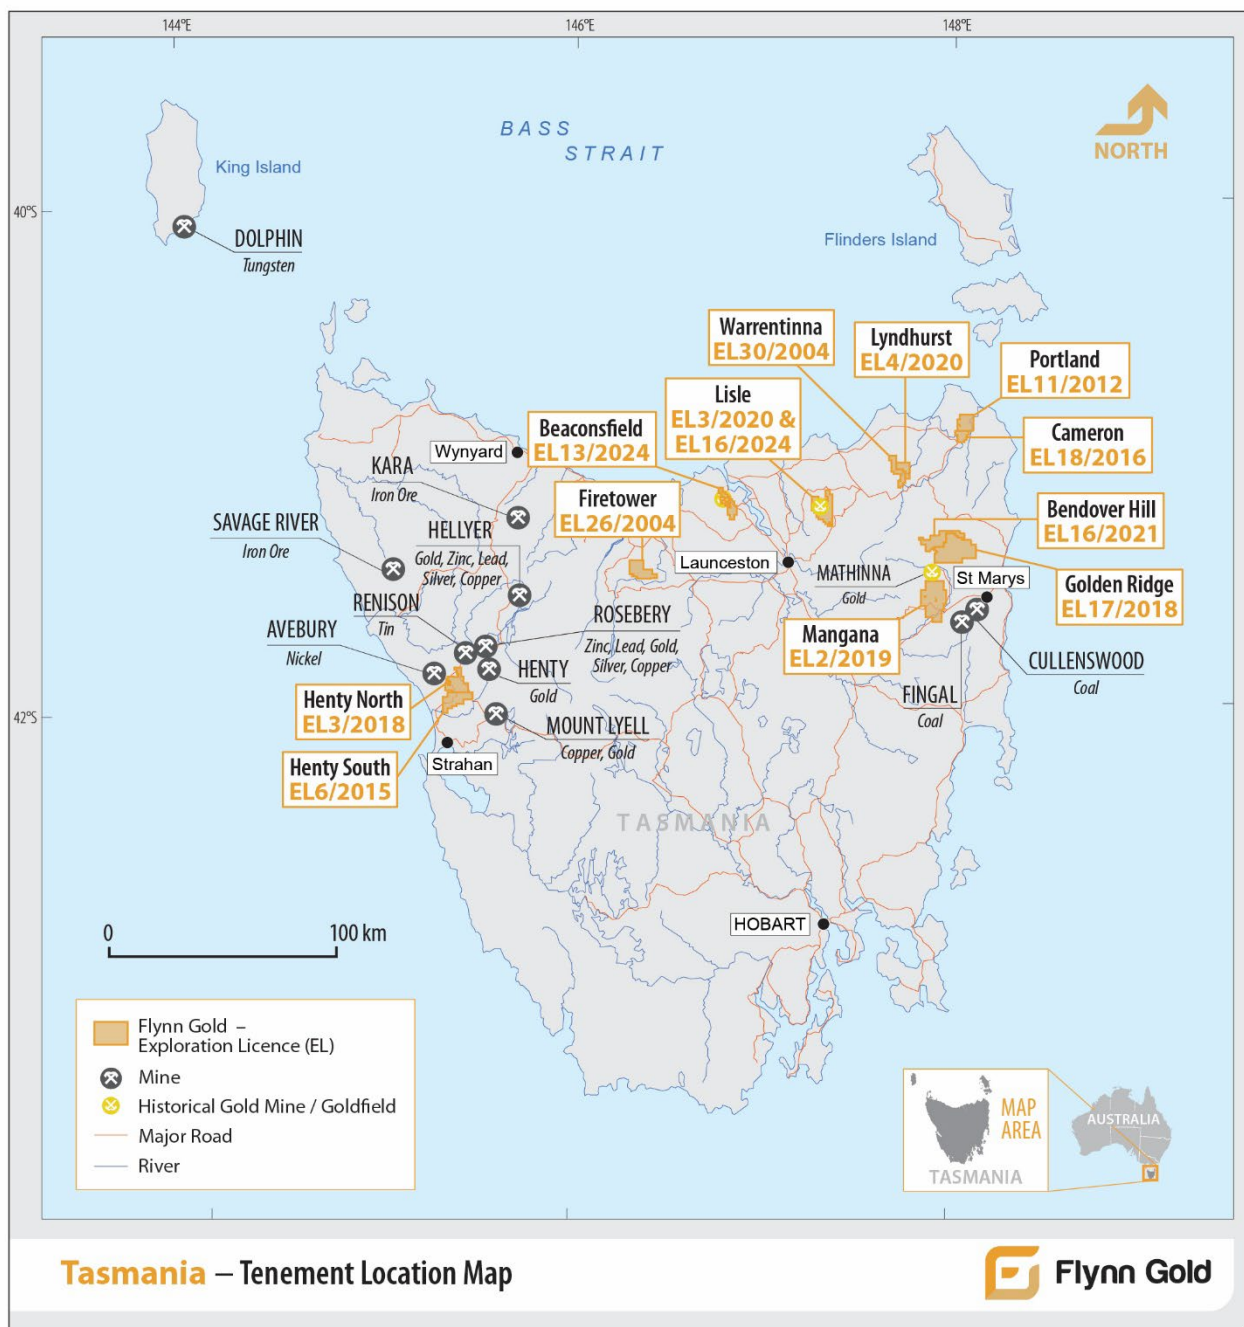 144°E
146°E
148°E
BASS
STRAIT
NORTH
King Island
40°S
DOLPHIN
Tungsten
Flinders Island
Warrentinna
EL30/2004
Lyndhurst
EL4/2020
Portland
EL11/2012
Lisle
EL3/2020 &
EL16/2024
Beaconsfield
EL13/2024
Cameron
EL18/2016
Wynyard
KARA
Iron Ore
Firetower
EL26/2004
Bendover Hill
EL16/2021
SAVAGE RIVER
Iron Ore
HELLYER
Gold, Zinc, Lead,
Silver, Copper
Launceston
MATHINNA
Gold
St Marys
Golden Ridge
EL17/2018
RENISON
Tin
ROSEBERY
Zinc, Lead, Gold,
Silver, Copper
AVEBURY
Nickel
Mangana
EL2/2019
CULLENSWOOD
Coal
HENTY
Gold
Henty North
EL3/2018
FINGAL
Coal
42°S
MOUNT LYELL
Copper, Gold
Henty South
EL6/2015
Strahan
TASMANIA
HOBART
0 100 km
Flynn Gold –
Exploration Licence (EL)
Mine
Historical Gold Mine / Goldfield
Major Road
River
MAP
AREA
TASMANIA
AUSTRALIA
Tasmania – Tenement Location Map
Flynn Gold